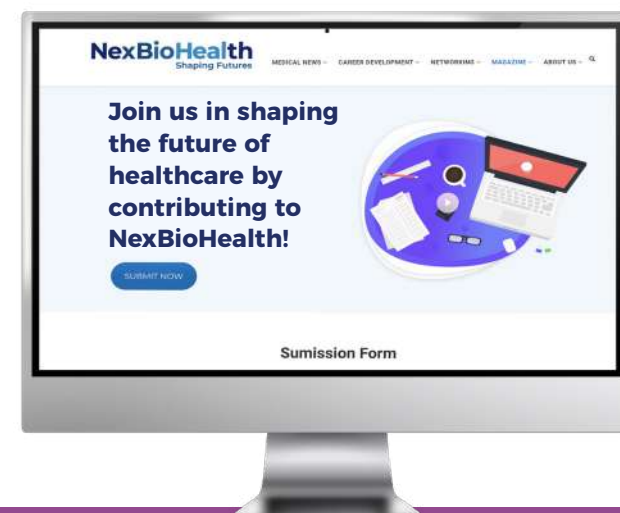 NexBioHealth
Shaping Futures
MEDICAL NEWS CAREER DEVELOPMENT NETWORKING MAGAZINE ABOUT US
Join us in shaping
the future of
healthcare by
contributing to
NexBioHealth!
SUBMIT NOW
Sumission Form